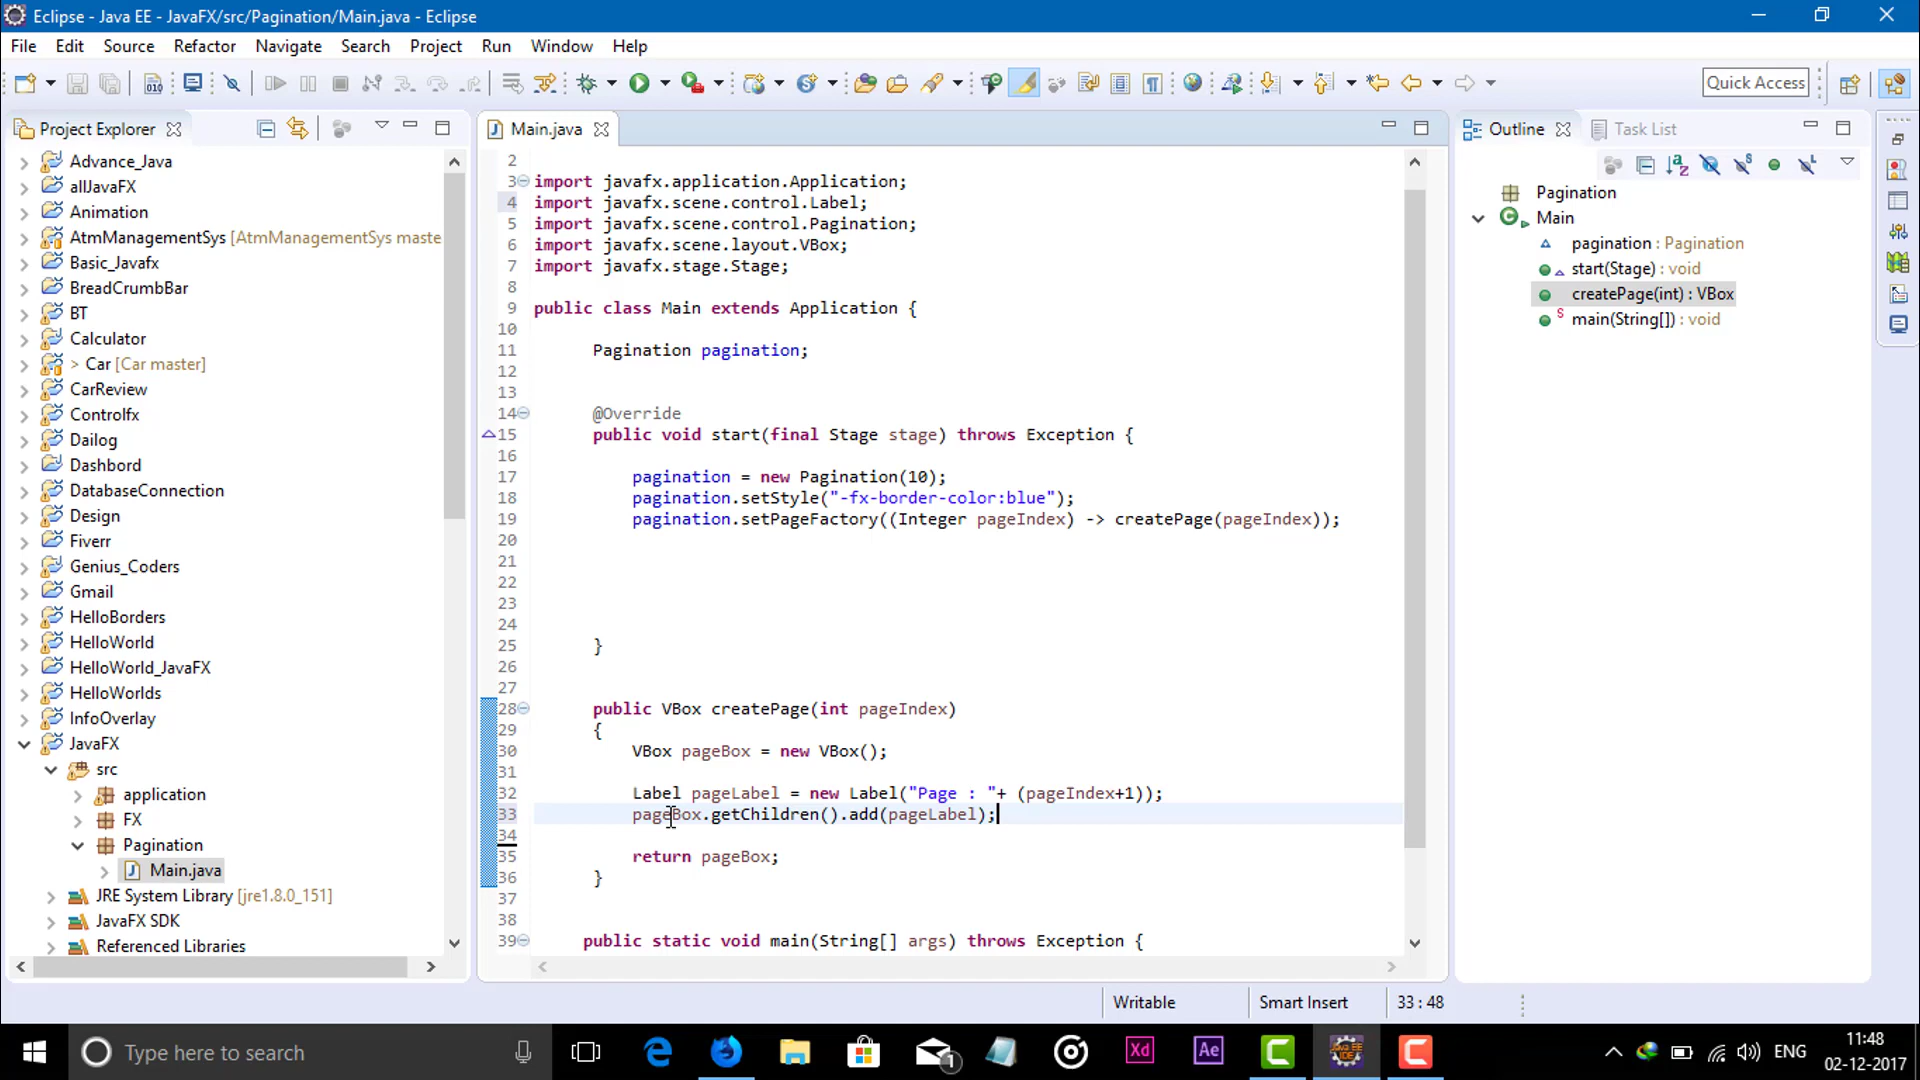 Eclipse - Java EE - JavaFX/src/Pagination/Main.java - Eclipse
File Edit Source Refactor Navigate Search Project Run Window Help
Quick Access
Project Explorer
Advance_Java
allJavaFX
Animation
AtmManagementSys [AtmManagementSys maste
Basic_Javafx
BreadCrumbBar
BT
Calculator
> Car [Car master]
CarReview
Controlfx
Dailog
Dashbord
DatabaseConnection
Design
Fiverr
Genius_Coders
Gmail
HelloBorders
HelloWorld
HelloWorld_JavaFX
HelloWorlds
InfoOverlay
JavaFX
src
application
FX
Pagination
Main.java
JRE System Library [jre1.8.0_151]
JavaFX SDK
Referenced Libraries
Main.java
2
3 import javafx.application.Application;
4 import javafx.scene.control.Label;
5 import javafx.scene.control.Pagination;
6 import javafx.scene.layout.VBox;
7 import javafx.stage.Stage;
8
9 public class Main extends Application {
10
11 Pagination pagination;
12
13
14 @Override
15 public void start(final Stage stage) throws Exception {
16
17 pagination = new Pagination(10);
18 pagination.setStyle("-fx-border-color:blue");
19 pagination.setPageFactory((Integer pageIndex) -> createPage(pageIndex));
20
21
22
23
24
25 }
26
27
28 public VBox createPage(int pageIndex)
29 {
30 VBox pageBox = new VBox();
31
32 Label pageLabel = new Label("Page : "+ (pageIndex+1));
33 pageBox.getChildren().add(pageLabel);
34
35 return pageBox;
36 }
37
38
39 public static void main(String[] args) throws Exception {
Outline
Task List
Pagination
Main
pagination : Pagination
start(Stage) : void
createPage(int) : VBox
main(String[]) : void
Writable
Smart Insert
33 : 48
Type here to search
1
Xd
Ae
ENG
11:48
02-12-2017